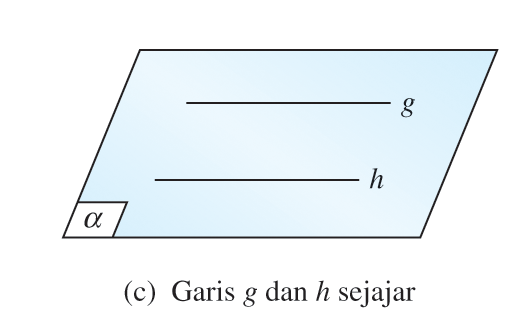 g
h
α
(c) Garis g dan h sejajar